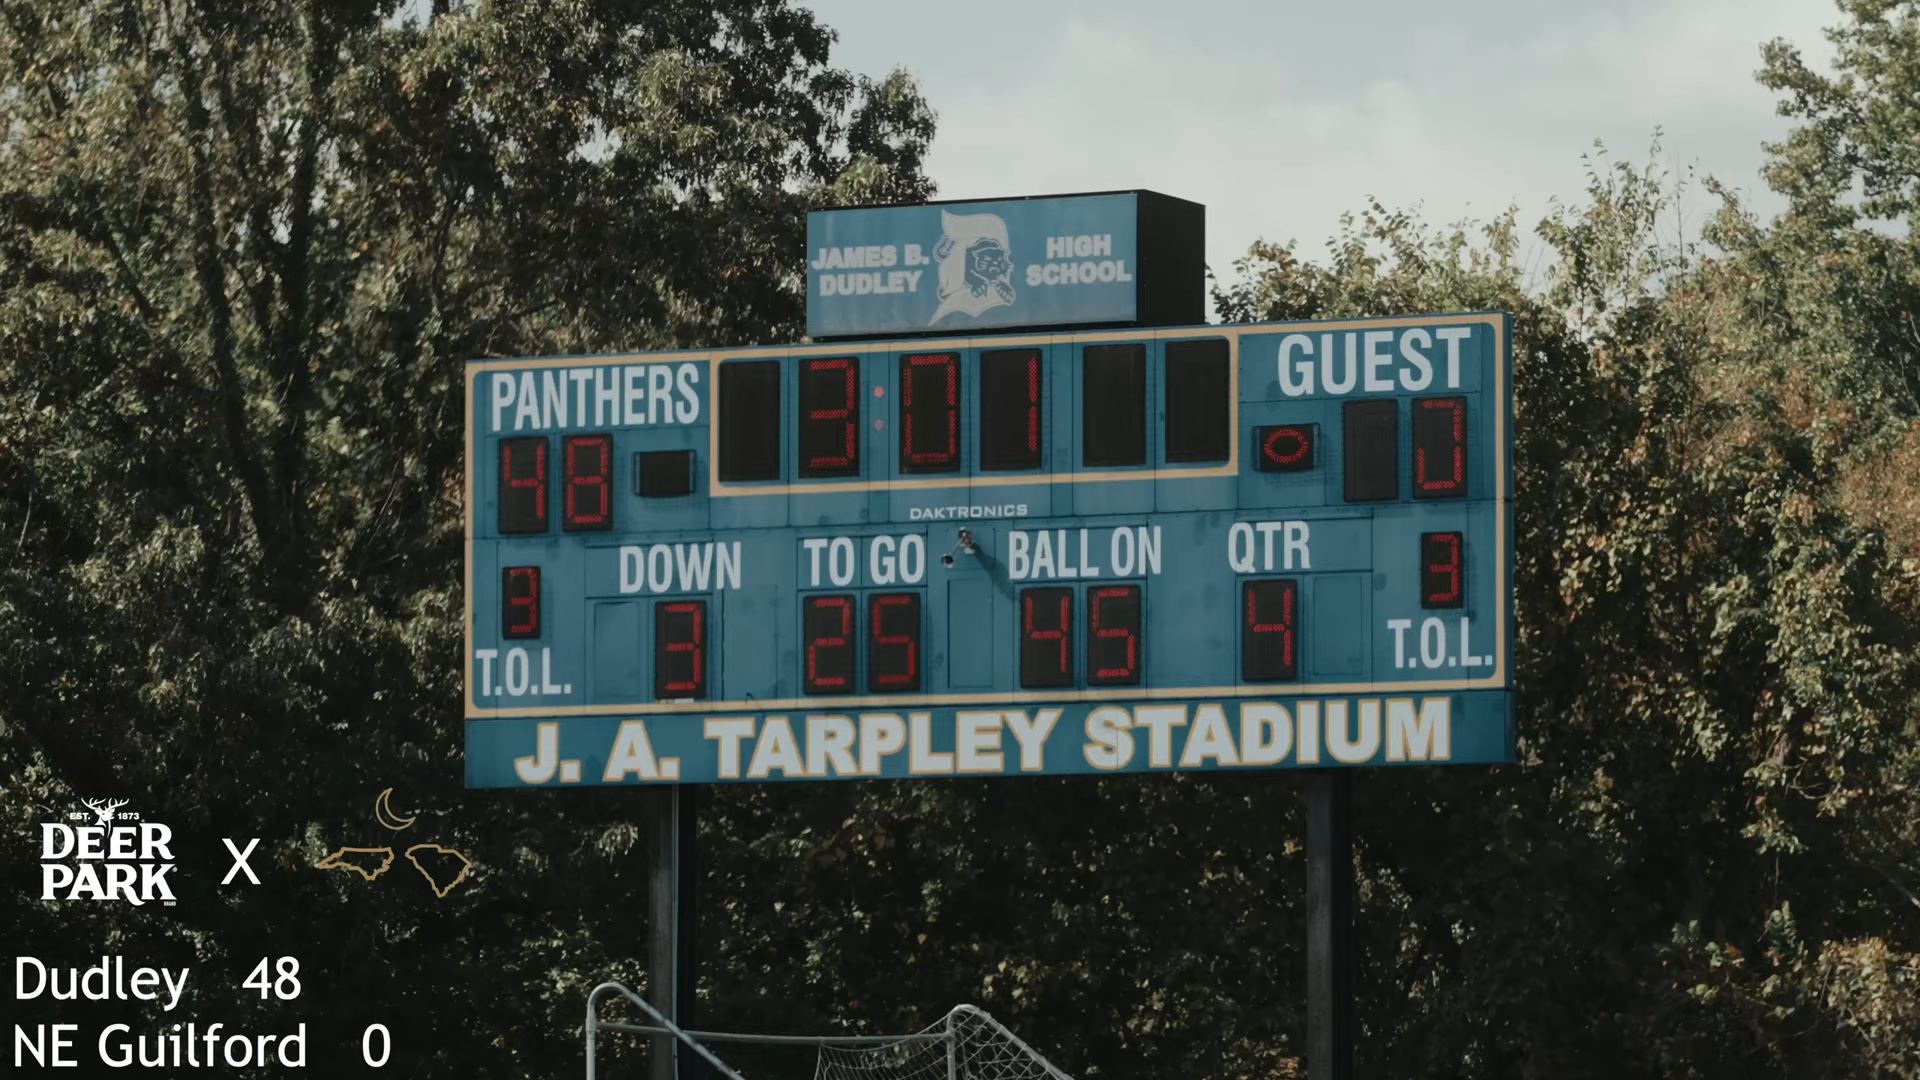 JAMES B. DUDLEY
HIGH SCHOOL
PANTHERS
3:01
GUEST
48
0
DAKTRONICS
DOWN
TO GO
BALL ON
QTR
3
3
25
45
4
3
T.O.L.
T.O.L.
J. A. TARPLEY STADIUM
EST. 1873
DEER
PARK
BRAND
X
Dudley 48
NE Guilford 0